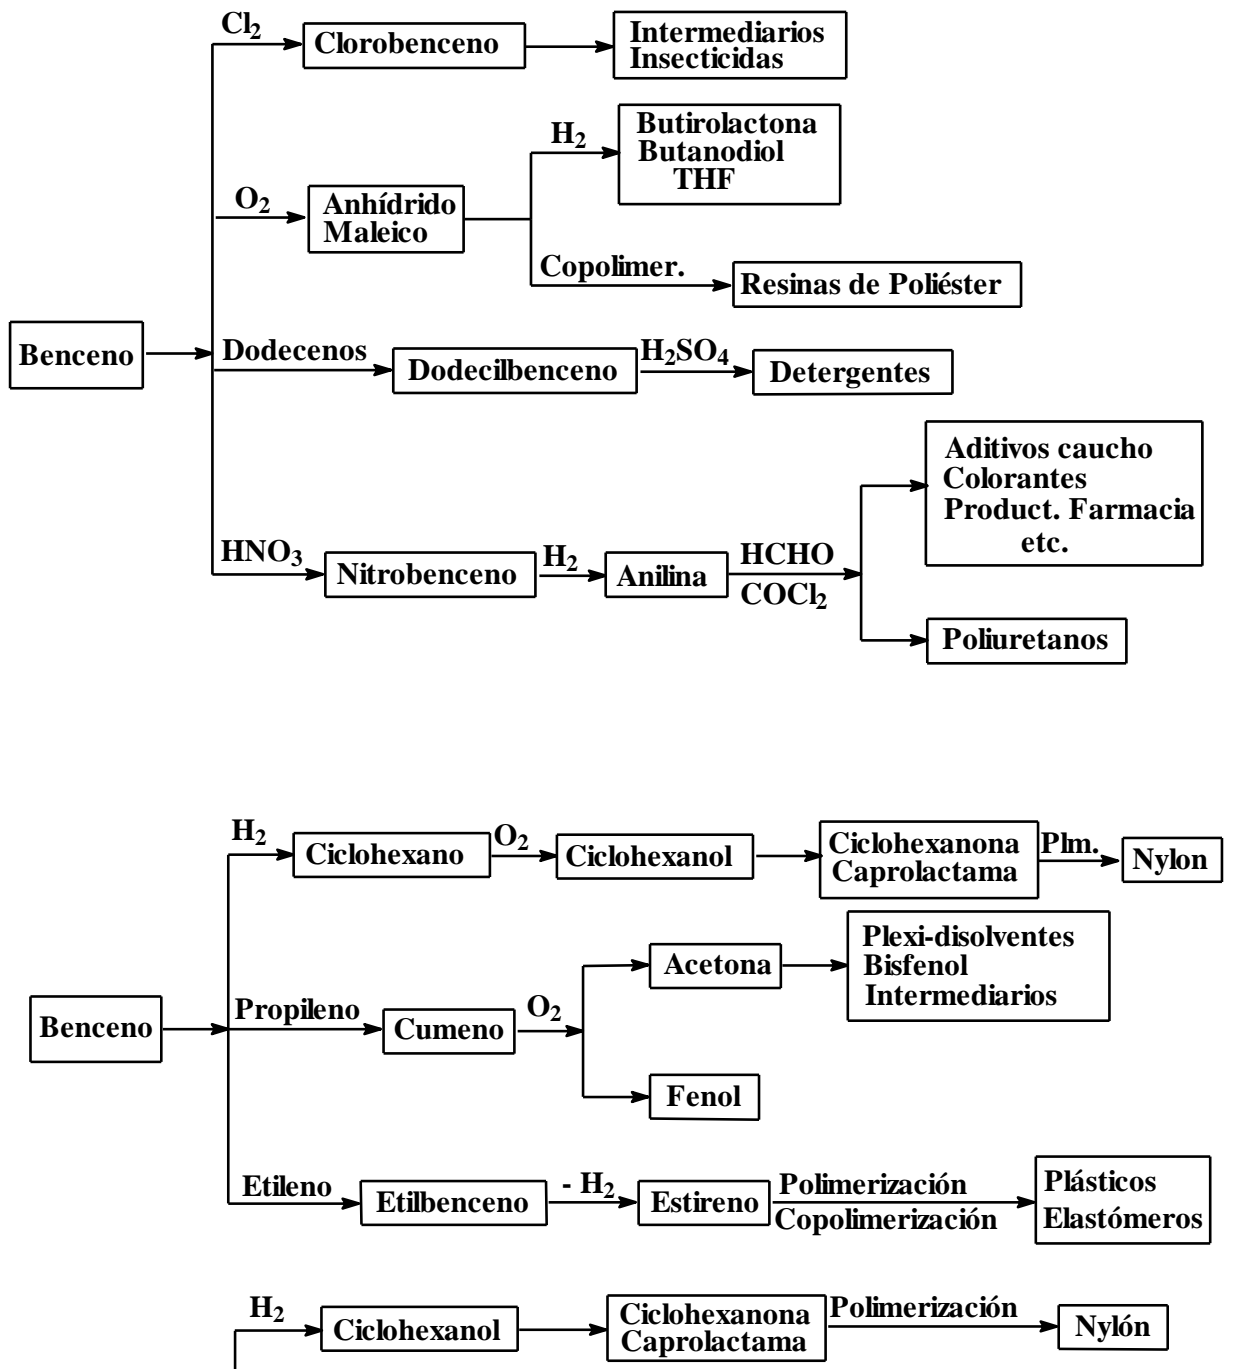 Cl2
Clorobenceno
Intermediarios
Insecticidas
O2
Anhídrido
Maleico
H2
Butirolactona
Butanodiol
THF
Copolimer.
Resinas de Poliéster
Benceno
Dodecenos
Dodecilbenceno
H2SO4
Detergentes
HNO3
Nitrobenceno
H2
Anilina
HCHO
COCl2
Aditivos caucho
Colorantes
Product. Farmacia
etc.
Poliuretanos
H2
Ciclohexano
O2
Ciclohexanol
Ciclohexanona
Caprolactama
Plm.
Nylon
Benceno
Propileno
Cumeno
O2
Acetona
Plexi-disolventes
Bisfenol
Intermediarios
Fenol
Etileno
Etilbenceno
- H2
Estireno
Polimerización
Copolimerización
Plásticos
Elastómeros
H2
Ciclohexanol
Ciclohexanona
Caprolactama
Polimerización
Nylón